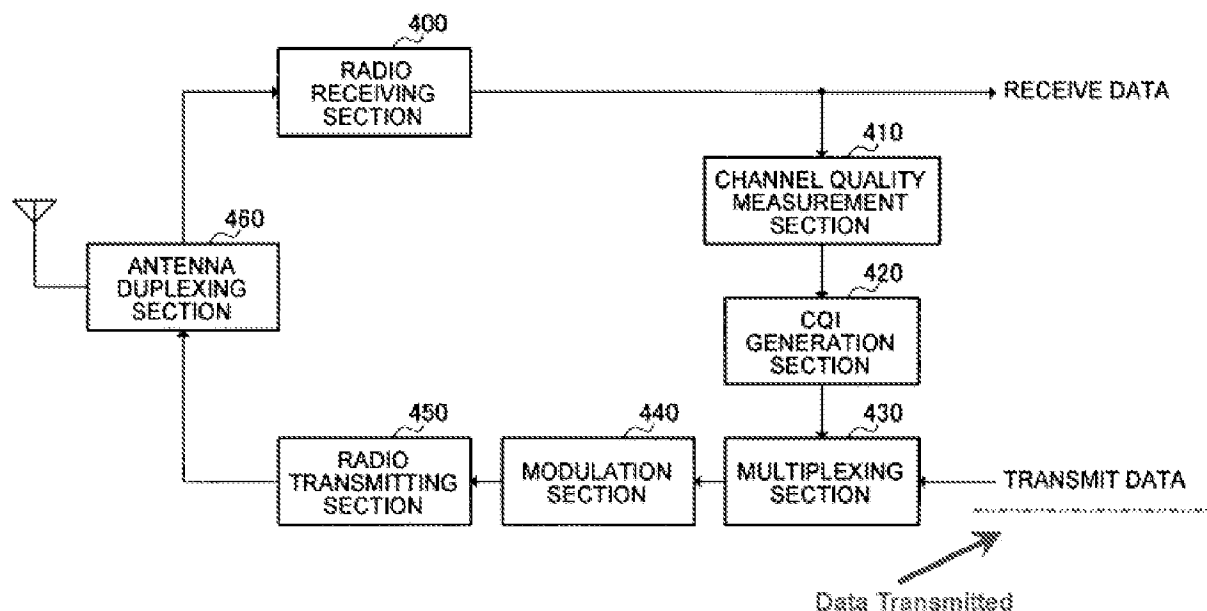 400
RADIO
RECEIVING
SECTION
RECEIVE DATA
410
CHANNEL QUALITY
MEASUREMENT
SECTION
460
ANTENNA
DUPLEXING
SECTION
420
CQI
GENERATION
SECTION
450
RADIO
TRANSMITTING
SECTION
440
MODULATION
SECTION
430
MULTIPLEXING
SECTION
TRANSMIT DATA
Data Transmitted